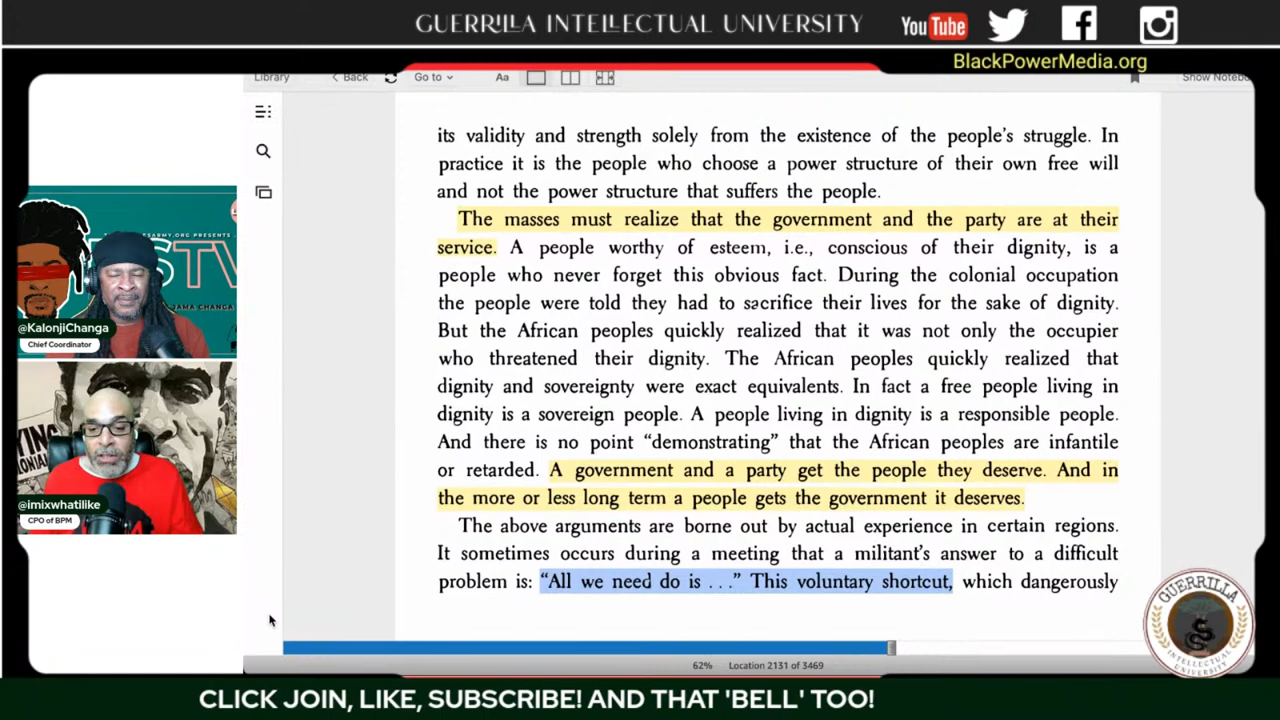 GUERRILLA INTELLECTUAL UNIVERSITY
YouTube
BlackPowerMedia.org
Library
Back
Go to
Aa
Show Notebo
its validity and strength solely from the existence of the people's struggle. In
practice it is the people who choose a power structure of their own free will
and not the power structure that suffers the people.
The masses must realize that the government and the party are at their
service. A people worthy of esteem, i.e., conscious of their dignity, is a
people who never forget this obvious fact. During the colonial occupation
the people were told they had to sacrifice their lives for the sake of dignity.
But the African peoples quickly realized that it was not only the occupier
who threatened their dignity. The African peoples quickly realized that
dignity and sovereignty were exact equivalents. In fact a free people living in
dignity is a sovereign people. A people living in dignity is a responsible people.
And there is no point “demonstrating” that the African peoples are infantile
or retarded. A government and a party get the people they deserve. And in
the more or less long term a people gets the government it deserves.
The above arguments are borne out by actual experience in certain regions.
It sometimes occurs during a meeting that a militant's answer to a difficult
problem is: “All we need do is . . .” This voluntary shortcut, which dangerously
62%
Location 2131 of 3469
TV
JAMA CHANGA
@KalonjiChanga
Chief Coordinator
@imixwhatilike
CPO of BPM
GUERRILLA
INTELLECTUAL
UNIVERSITY
CLICK JOIN, LIKE, SUBSCRIBE! AND THAT 'BELL' TOO!